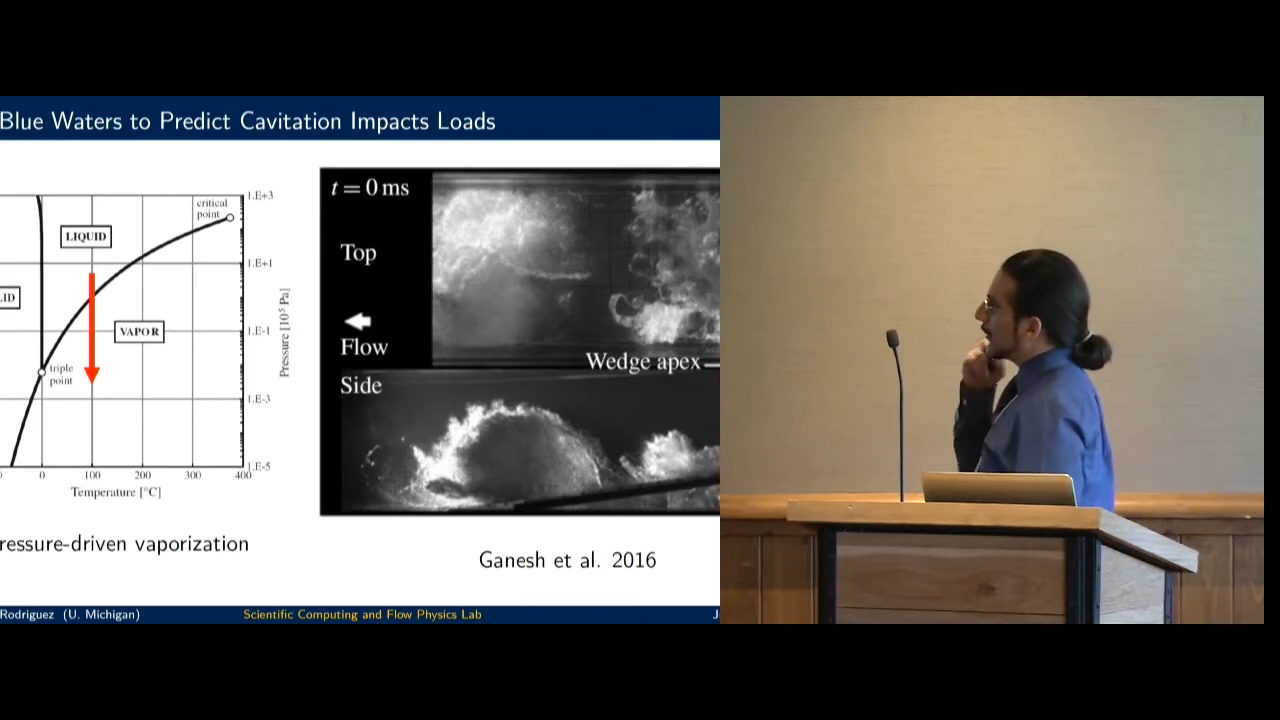 Blue Waters to Predict Cavitation Impacts Loads
1.E+3
critical
point
LIQUID
1.E+1
ID
VAPOR
1.E-1
triple
point
1.E-3
1.E-5
Pressure [10⁵ Pa]
0
100
200
300
400
Temperature [°C]
ressure-driven vaporization
t = 0 ms
Top
Flow
Wedge apex
Side
Ganesh et al. 2016
Rodriguez (U. Michigan)
Scientific Computing and Flow Physics Lab
J